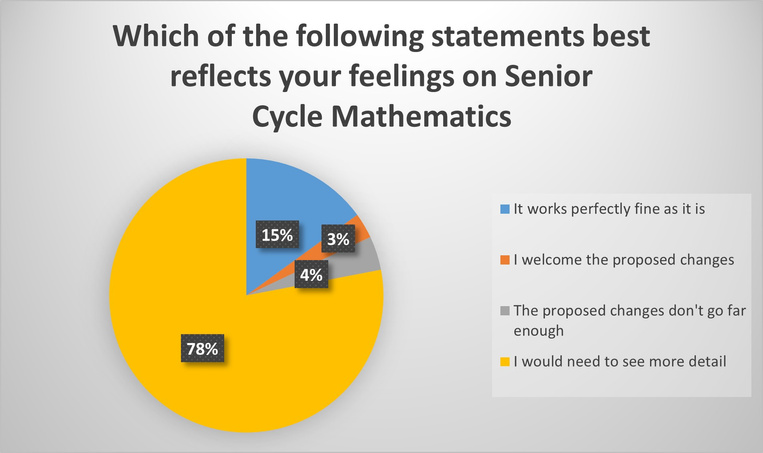 Which of the following statements best
reflects your feelings on Senior
Cycle Mathematics
15%
3%
4%
78%
It works perfectly fine as it is
I welcome the proposed changes
The proposed changes don't go far
enough
I would need to see more detail